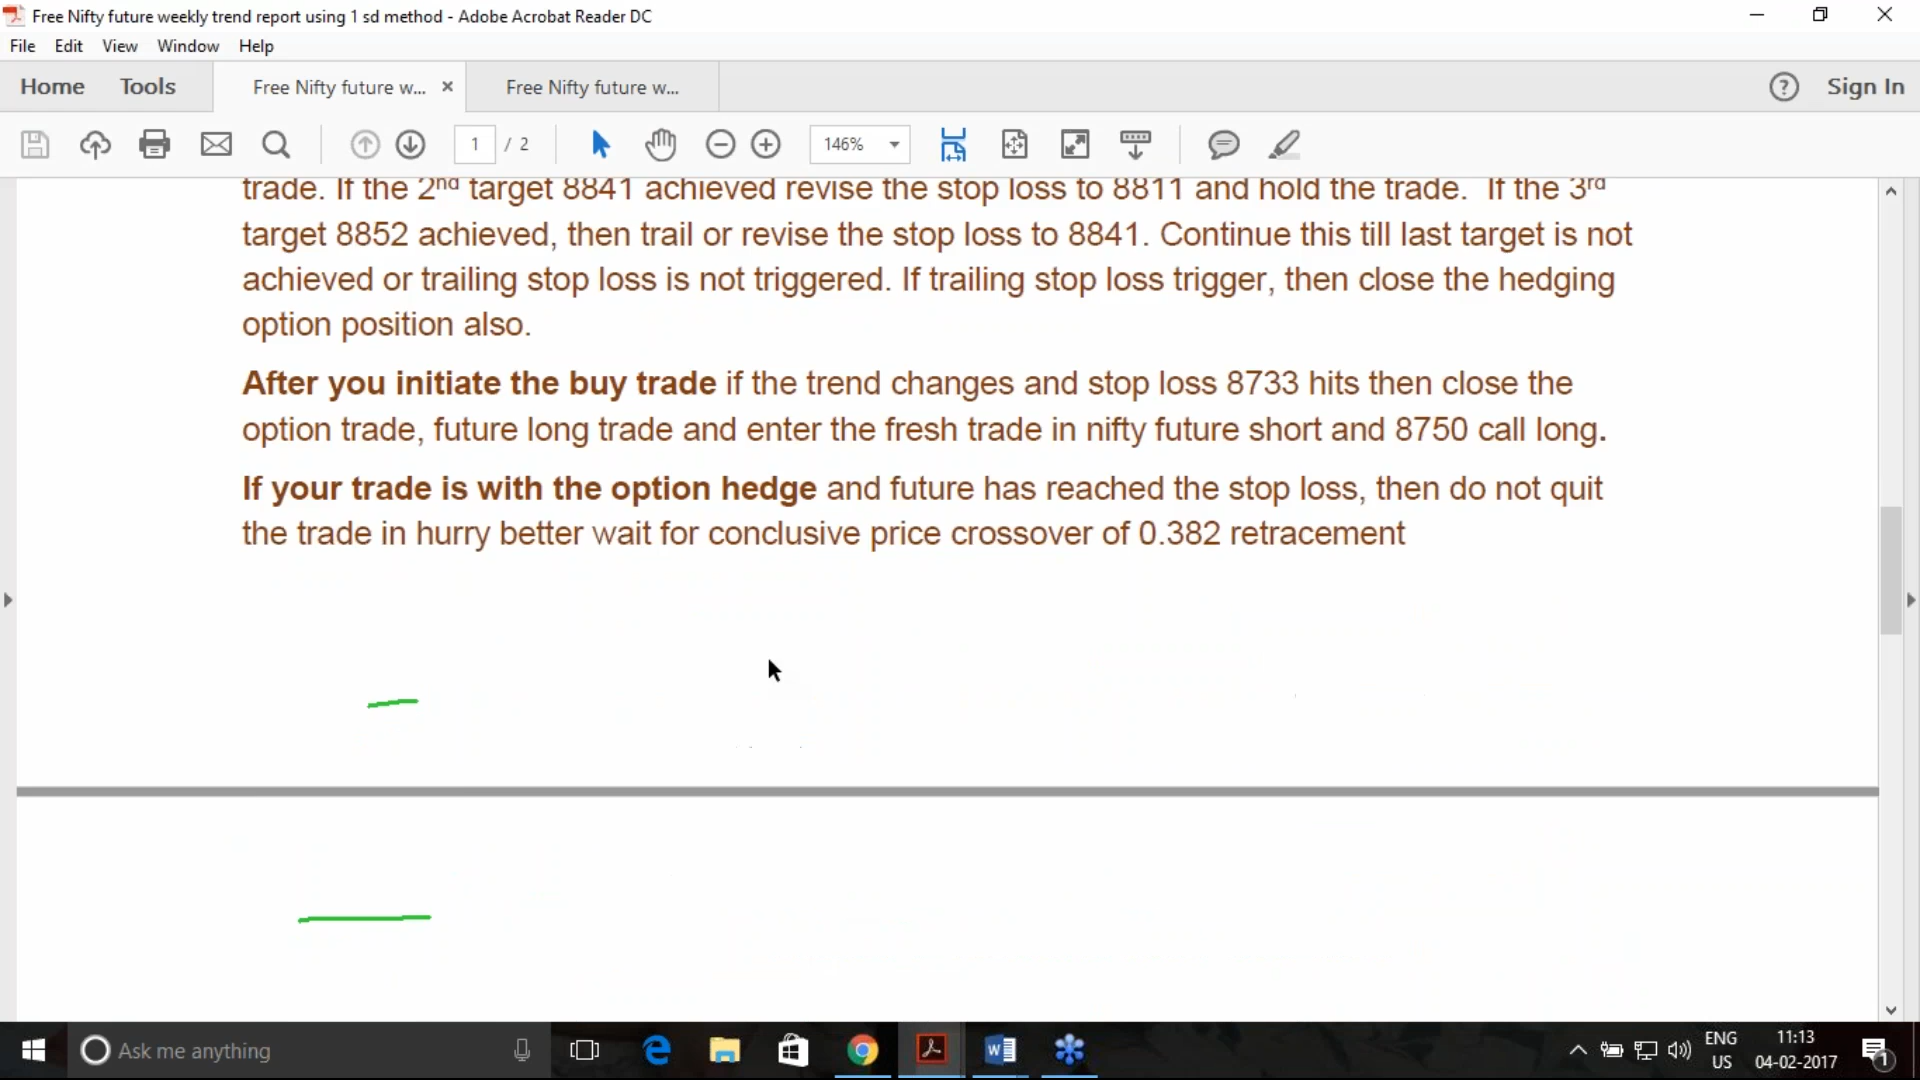 Free Nifty future weekly trend report using 1 sd method - Adobe Acrobat Reader DC
File Edit View Window Help
Home Tools Free Nifty future w... × Free Nifty future w... ? Sign In
1 / 2 146%
trade. If the 2nd target 8841 achieved revise the stop loss to 8811 and hold the trade. If the 3rd
target 8852 achieved, then trail or revise the stop loss to 8841. Continue this till last target is not
achieved or trailing stop loss is not triggered. If trailing stop loss trigger, then close the hedging
option position also.
After you initiate the buy trade if the trend changes and stop loss 8733 hits then close the
option trade, future long trade and enter the fresh trade in nifty future short and 8750 call long.
If your trade is with the option hedge and future has reached the stop loss, then do not quit
the trade in hurry better wait for conclusive price crossover of 0.382 retracement
Ask me anything
ENG 11:13
US 04-02-2017 1